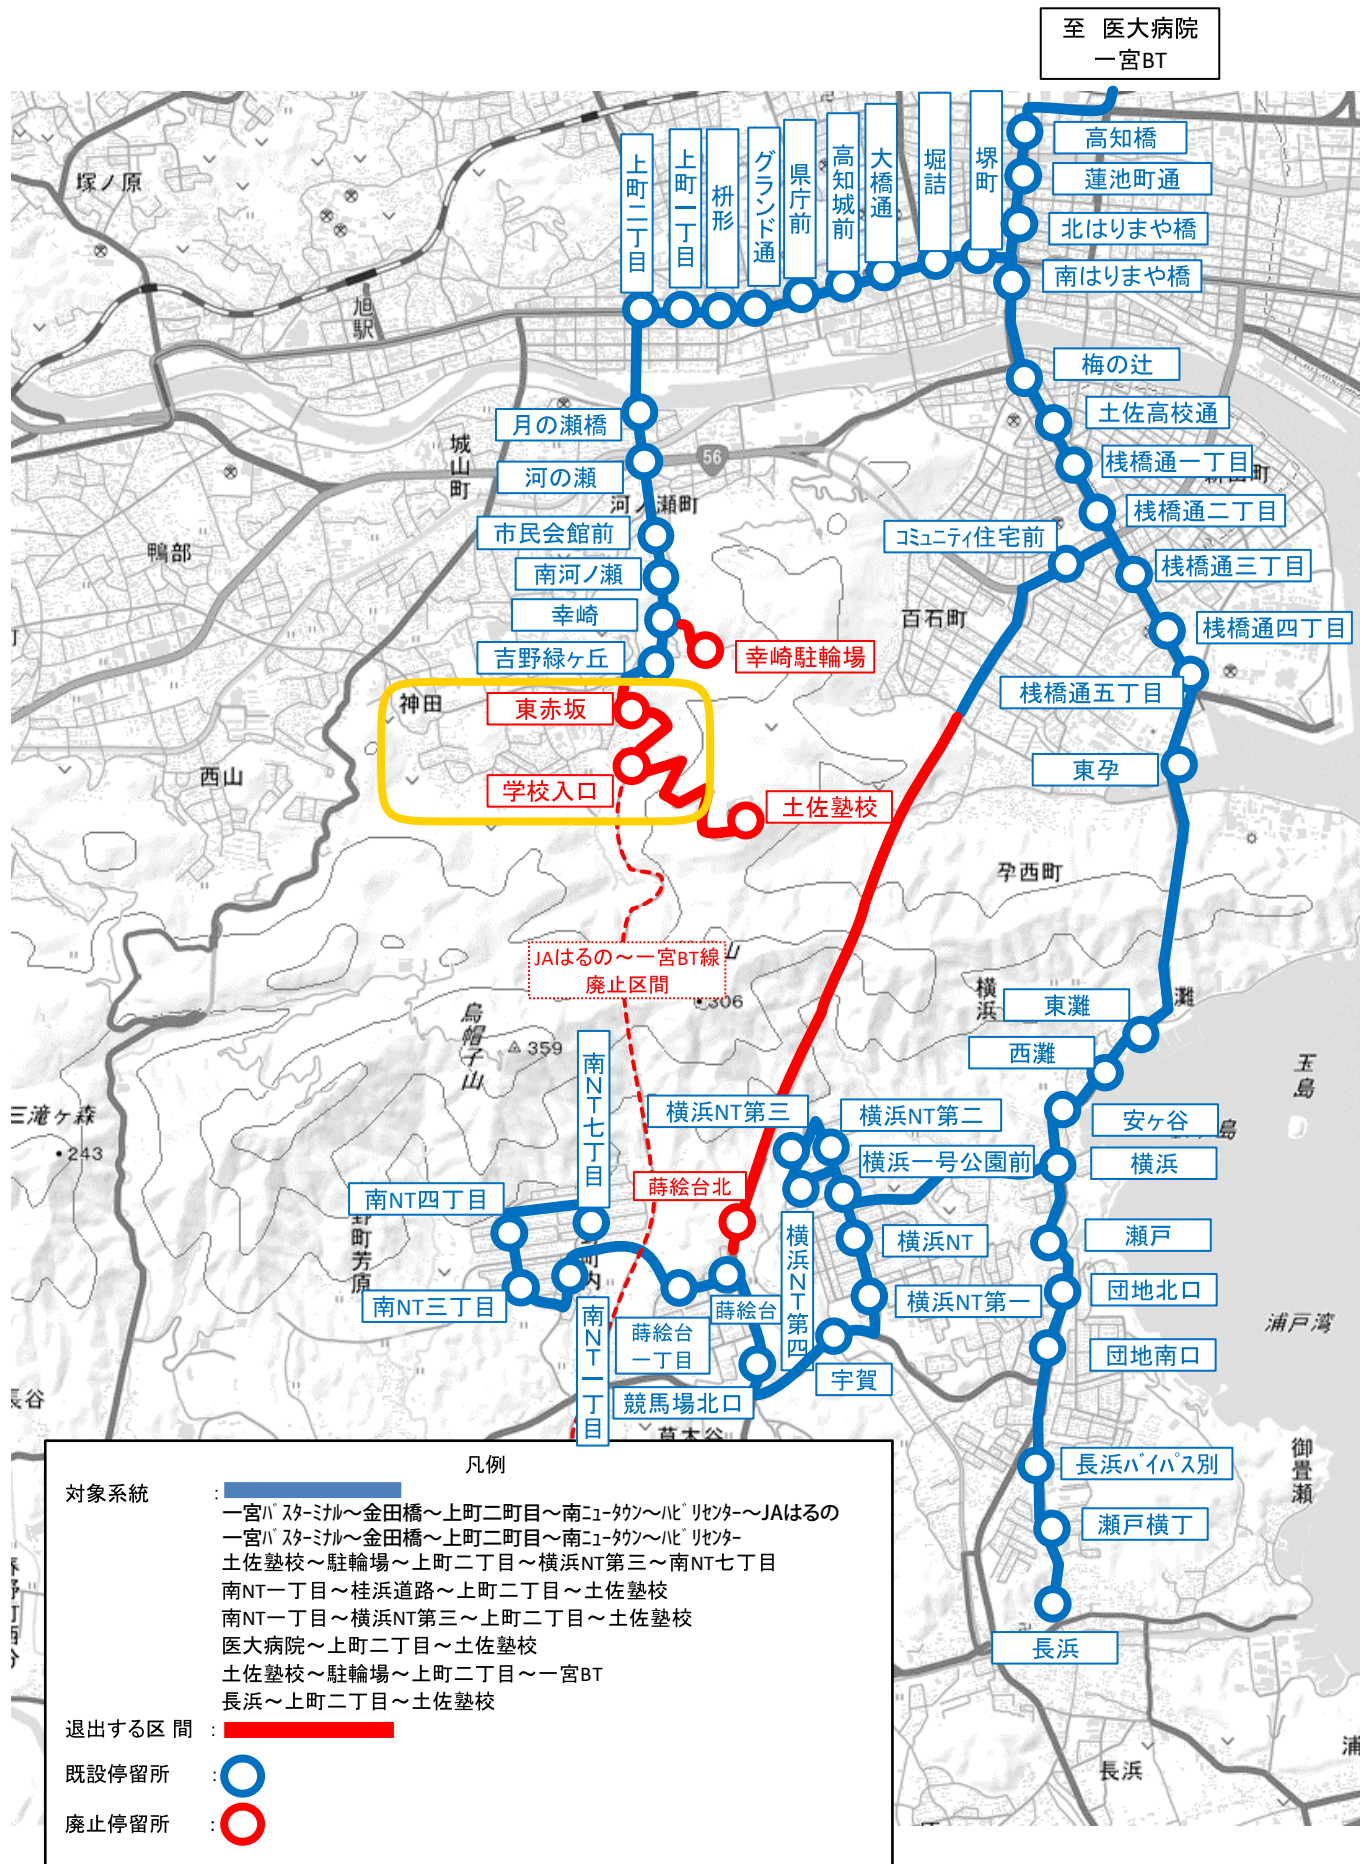 至 医大病院
一宮BT
高知橋
蓮池町通
北はりまや橋
南はりまや橋
堺町
堀詰
大橋通
高知城前
県庁前
グランド通
枡形
上町一丁目
上町二丁目
塚ノ原
旭駅
梅の辻
土佐高校通
桟橋通一丁目
桟橋通二丁目
桟橋通三丁目
桟橋通四丁目
桟橋通五丁目
コミュニティ住宅前
月の瀬橋
河の瀬
56
城山町
河ノ瀬町
市民会館前
南河ノ瀬
幸崎
吉野緑ヶ丘
鴨部
百石町
幸崎駐輪場
神田
東赤坂
学校入口
土佐塾校
西山
東孕
孕西町
JAはるの～一宮BT線
廃止区間
306
烏帽子山
359
横浜
灘
東灘
西灘
玉島
安ヶ谷
横浜
三滝ヶ森
243
南NT七丁目
横浜NT第三
横浜NT第二
横浜一号公園前
蒔絵台北
南NT四丁目
野町芳原
南NT三丁目
横浜NT第四
横浜NT
横浜NT第一
瀬戸
団地北口
団地南口
浦戸湾
蒔絵台
蒔絵台
一丁目
南NT一丁目
宇賀
競馬場北口
長谷
長浜バイパス別
御畳瀬
瀬戸横丁
長浜
長浜
浦
凡例
対象系統 :
一宮バスターミナル～金田橋～上町二町目～南ニュータウン～ハビリセンター～JAはるの
一宮バスターミナル～金田橋～上町二町目～南ニュータウン～ハビリセンター
土佐塾校～駐輪場～上町二丁目～横浜NT第三～南NT七丁目
南NT一丁目～桂浜道路～上町二丁目～土佐塾校
南NT一丁目～横浜NT第三～上町二丁目～土佐塾校
医大病院～上町二丁目～土佐塾校
土佐塾校～駐輪場～上町二丁目～一宮BT
長浜～上町二丁目～土佐塾校
退出する区 間 :
既設停留所 :
廃止停留所 :